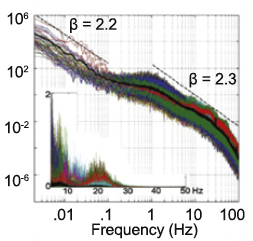 10⁶
β = 2.2
10²
β = 2.3
10⁻²
2
10⁻⁶
0
10 20 30 40 50 Hz
.01 .1 1 10 100
Frequency (Hz)